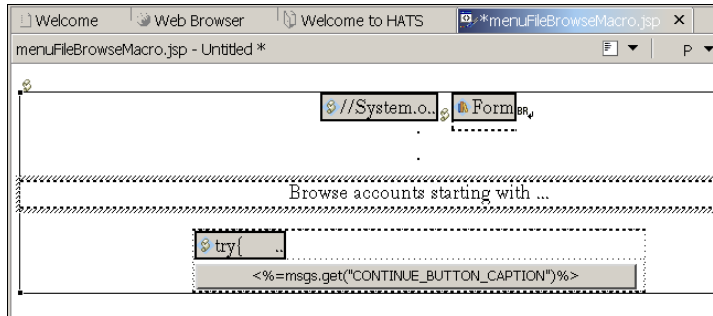 Welcome Web Browser Welcome to HATS *menuFileBrowseMacro.jsp
menuFileBrowseMacro.jsp - Untitled * P
//System.o.. Form BR
Browse accounts starting with ...
try{ ..
<%=msgs.get("CONTINUE_BUTTON_CAPTION")%>